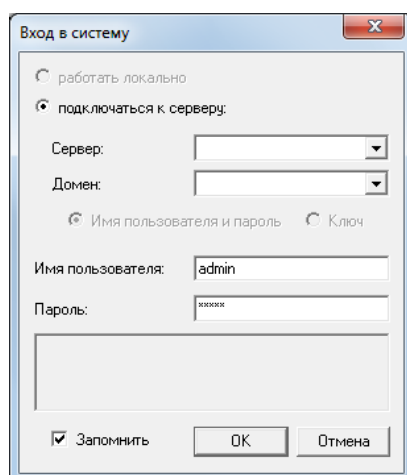 Вход в систему
работать локально
подключаться к серверу:
Сервер:
Домен:
Имя пользователя и пароль Ключ
Имя пользователя: admin
Пароль: *****
Запомнить OK Отмена